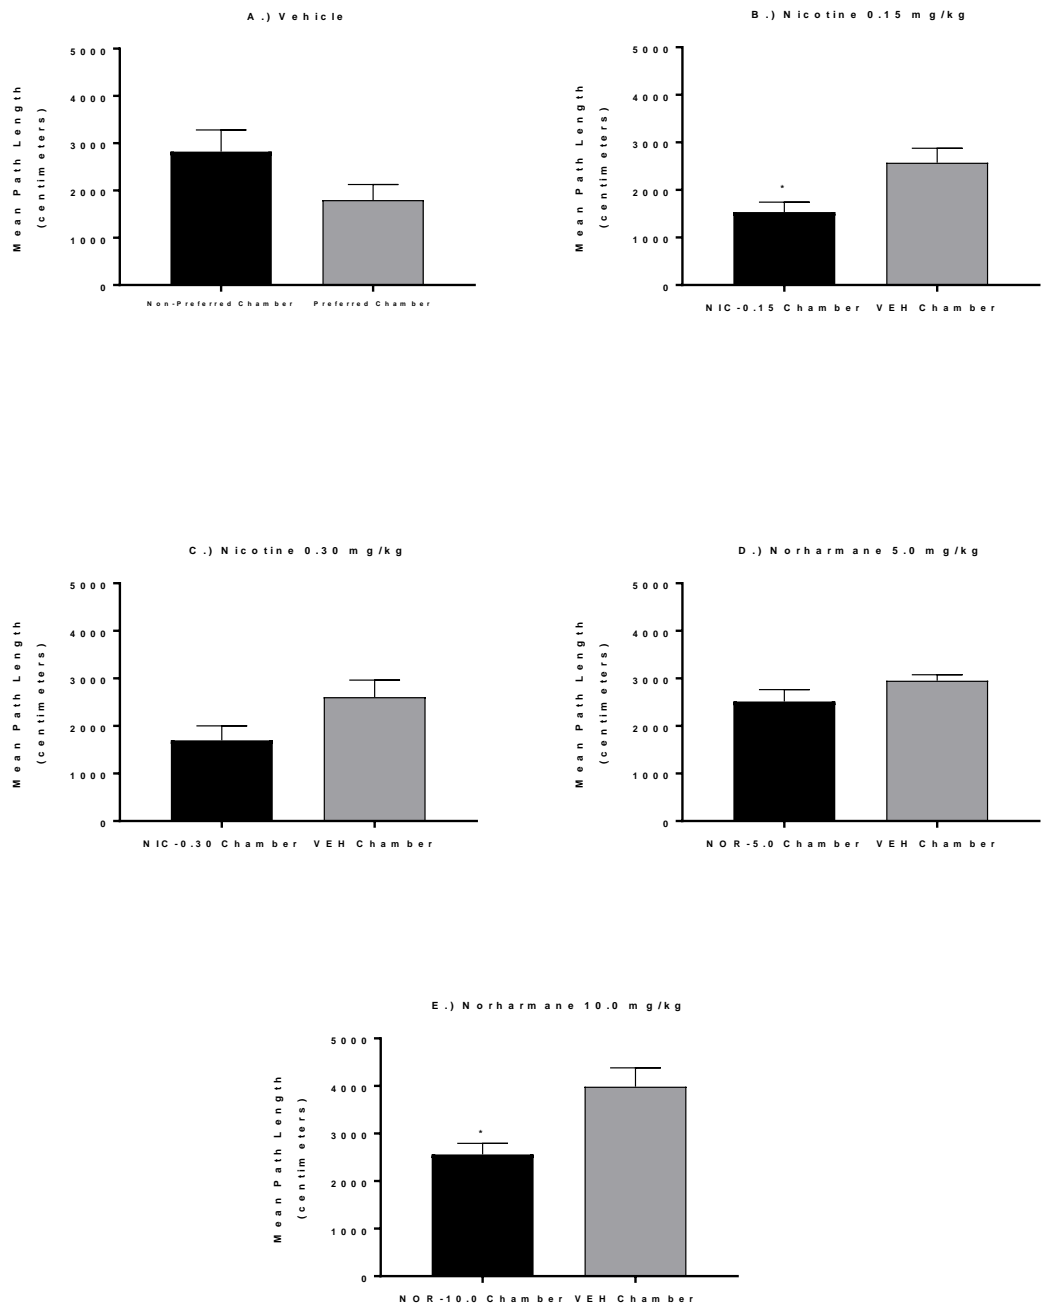 A.) Vehicle
5000
4000
3000
2000
1000
0
Mean Path Length
(centimeters)
Non-Preferred Chamber Preferred Chamber
B.) Nicotine 0.15 mg/kg
5000
4000
3000
2000
1000
0
Mean Path Length
(centimeters)
*
NIC-0.15 Chamber VEH Chamber
C.) Nicotine 0.30 mg/kg
5000
4000
3000
2000
1000
0
Mean Path Length
(centimeters)
NIC-0.30 Chamber VEH Chamber
D.) Norharmane 5.0 mg/kg
5000
4000
3000
2000
1000
0
Mean Path Length
(centimeters)
NOR-5.0 Chamber VEH Chamber
E.) Norharmane 10.0 mg/kg
5000
4000
3000
2000
1000
0
Mean Path Length
(centimeters)
*
NOR-10.0 Chamber VEH Chamber